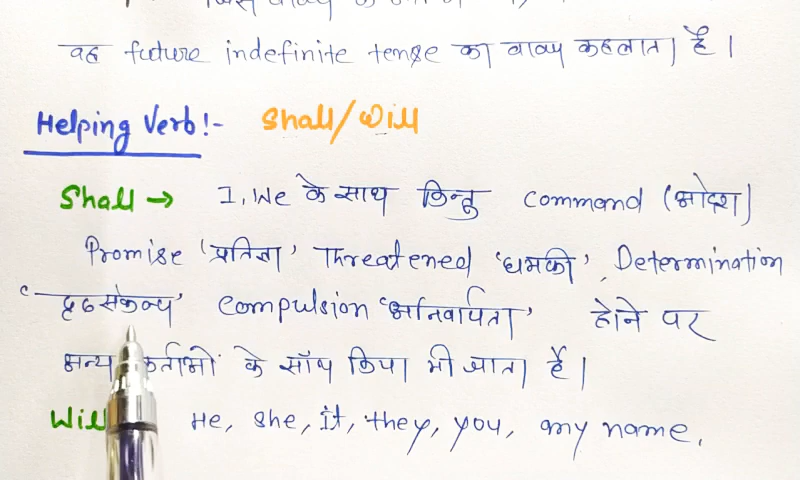 वह future indefinite tense का वाक्य कहलाता है।
Helping Verb!- Shall/Will
Shall → I, We के साथ किन्तु Command (आदेश)
Promise 'प्रतिज्ञा' Threatened 'धमकी', Determination
'दृढ संकल्प' Compulsion 'अनिवार्यता' होने पर
अन्य कर्ताओं के साथ किया भी जाता है।
Will He, she, it, they, you, any name,